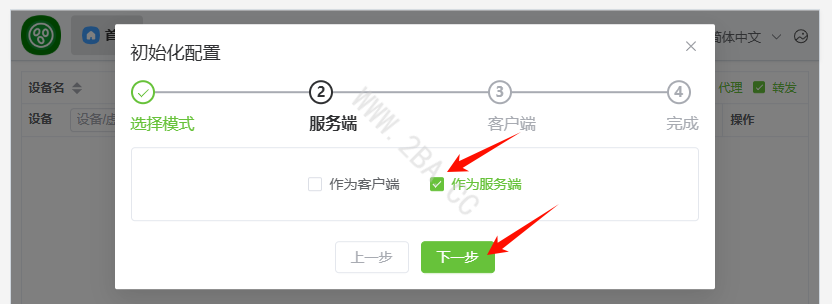 首
初始化配置
简体中文
设备名
代理
转发
2
3
4
选择模式
服务端
客户端
完成
设备
设备/虚
操作
作为客户端
作为服务端
上一步
下一步
WWW.2BA.CC